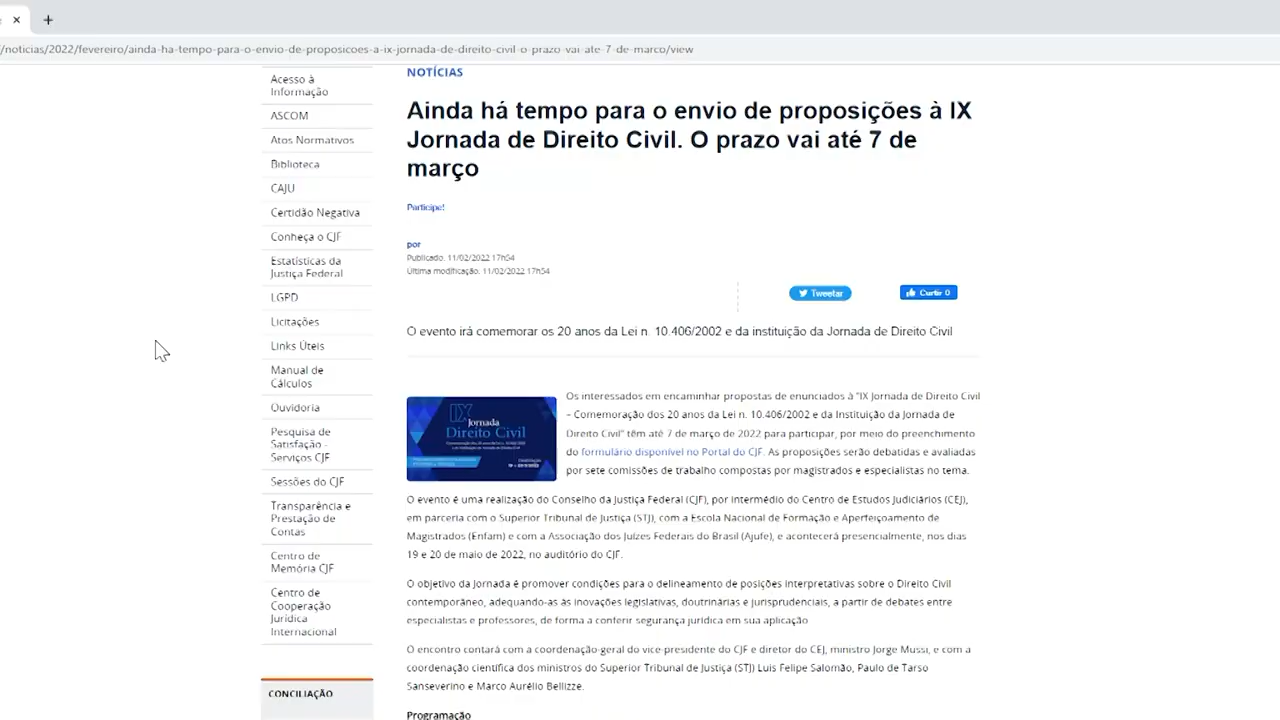 /noticias/2022/fevereiro/ainda-ha-tempo-para-o-envio-de-proposicoes-a-ix-jornada-de-direito-civil-o-prazo-vai-ate-7-de-marco/view
Acesso à
Informação
ASCOM
Atos Normativos
Biblioteca
CAJU
Certidão Negativa
Conheça o CJF
Estatísticas da
Justiça Federal
LGPD
Licitações
Links Úteis
Manual de
Cálculos
Ouvidoria
Pesquisa de
Satisfação -
Serviços CJF
Sessões do CJF
Transparência e
Prestação de
Contas
Centro de
Memória CJF
Centro de
Cooperação
Jurídica
Internacional
CONCILIAÇÃO
NOTÍCIAS
Ainda há tempo para o envio de proposições à IX
Jornada de Direito Civil. O prazo vai até 7 de
março
Participe!
por
Publicado: 11/02/2022 17h54
Última modificação: 11/02/2022 17h54
Tweetar
Curtir 0
O evento irá comemorar os 20 anos da Lei n. 10.406/2002 e da instituição da Jornada de Direito Civil
IX
Jornada
Direito Civil
Os interessados em encaminhar propostas de enunciados à "IX Jornada de Direito Civil
– Comemoração dos 20 anos da Lei n. 10.406/2002 e da Instituição da Jornada de
Direito Civil" têm até 7 de março de 2022 para participar, por meio do preenchimento
do formulário disponível no Portal do CJF. As proposições serão debatidas e avaliadas
por sete comissões de trabalho compostas por magistrados e especialistas no tema.
O evento é uma realização do Conselho da Justiça Federal (CJF), por intermédio do Centro de Estudos Judiciários (CEJ),
em parceria com o Superior Tribunal de Justiça (STJ), com a Escola Nacional de Formação e Aperfeiçoamento de
Magistrados (Enfam) e com a Associação dos Juízes Federais do Brasil (Ajufe), e acontecerá presencialmente, nos dias
19 e 20 de maio de 2022, no auditório do CJF.
O objetivo da Jornada é promover condições para o delineamento de posições interpretativas sobre o Direito Civil
contemporâneo, adequando-as às inovações legislativas, doutrinárias e jurisprudenciais, a partir de debates entre
especialistas e professores, de forma a conferir segurança jurídica em sua aplicação
O encontro contará com a coordenação-geral do vice-presidente do CJF e diretor do CEJ, ministro Jorge Mussi, e com a
coordenação científica dos ministros do Superior Tribunal de Justiça (STJ) Luis Felipe Salomão, Paulo de Tarso
Sanseverino e Marco Aurélio Bellizze.
Programação